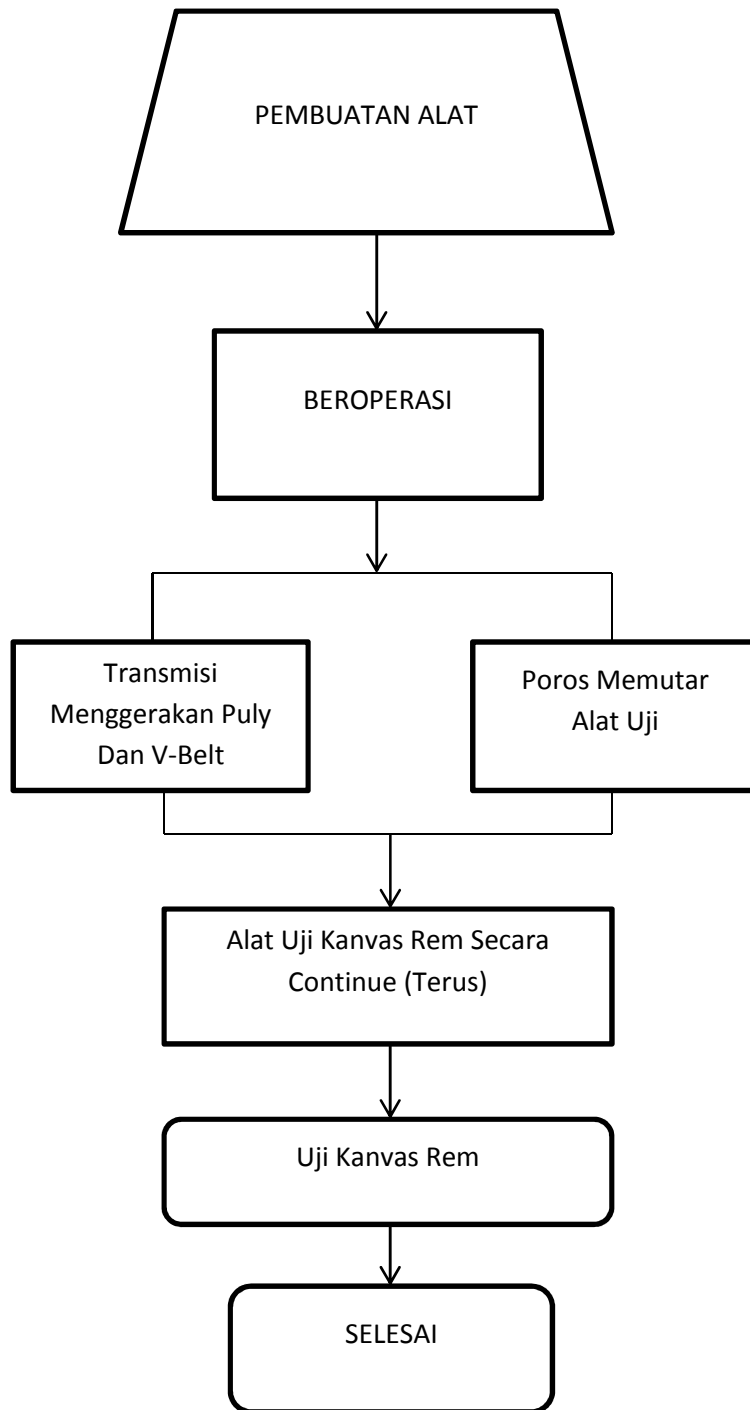 PEMBUATAN ALAT
BEROPERASI
Transmisi
Menggerakan Puly
Dan V-Belt
Poros Memutar
Alat Uji
Alat Uji Kanvas Rem Secara
Continue (Terus)
Uji Kanvas Rem
SELESAI